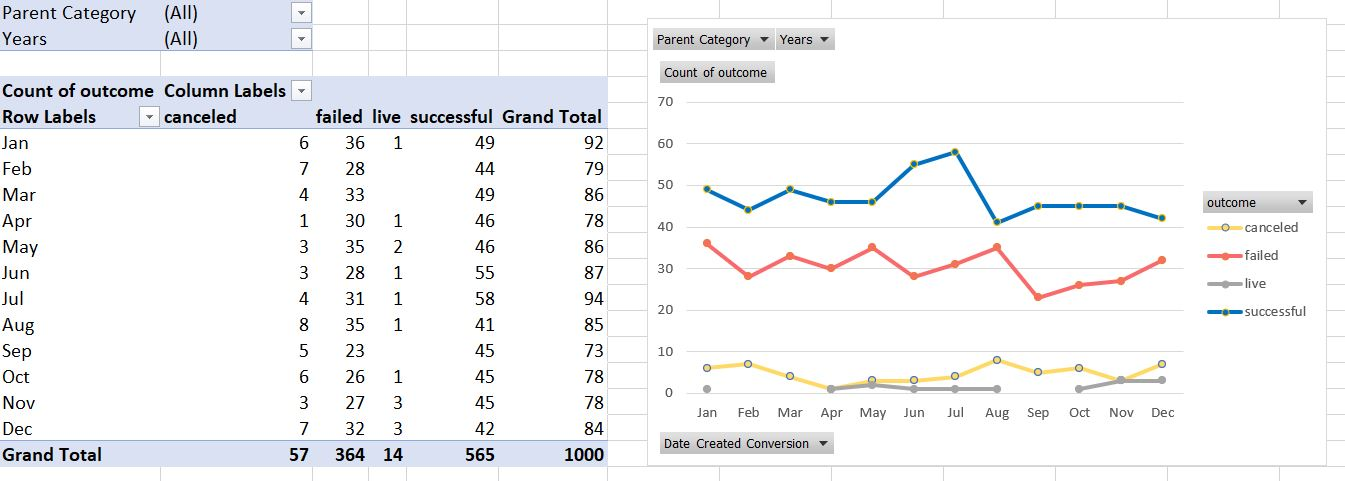 Parent Category (All)
Years (All)
Count of outcome Column Labels
Row Labels canceled failed live successful Grand Total
Jan 6 36 1 49 92
Feb 7 28 44 79
Mar 4 33 49 86
Apr 1 30 1 46 78
May 3 35 2 46 86
Jun 3 28 1 55 87
Jul 4 31 1 58 94
Aug 8 35 1 41 85
Sep 5 23 45 73
Oct 6 26 1 45 78
Nov 3 27 3 45 78
Dec 7 32 3 42 84
Grand Total 57 364 14 565 1000
Parent Category Years
Count of outcome
70
60
50
40
30
20
10
0
Jan Feb Mar Apr May Jun Jul Aug Sep Oct Nov Dec
Date Created Conversion
outcome
canceled
failed
live
successful